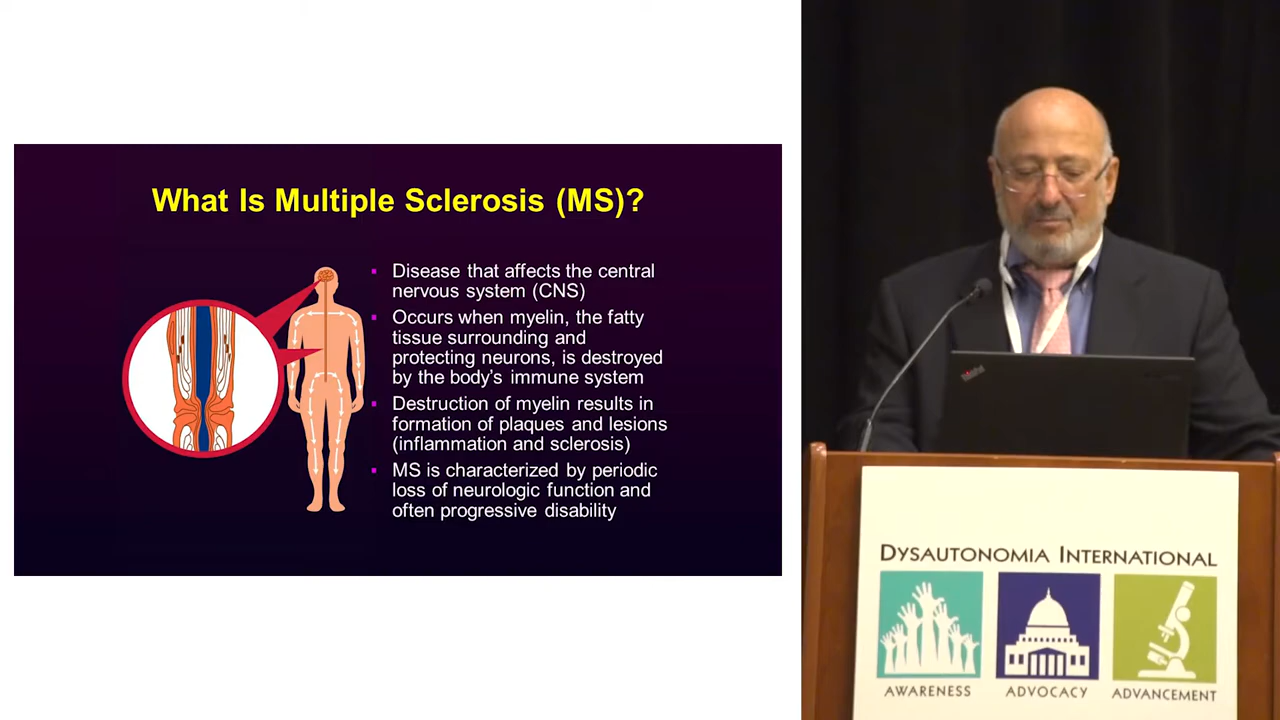 What Is Multiple Sclerosis (MS)?
Disease that affects the central
nervous system (CNS)
Occurs when myelin, the fatty
tissue surrounding and
protecting neurons, is destroyed
by the body's immune system
Destruction of myelin results in
formation of plaques and lesions
(inflammation and sclerosis)
MS is characterized by periodic
loss of neurologic function and
often progressive disability
ThinkPad
DYSAUTONOMIA INTERNATIONAL
AWARENESS
ADVOCACY
ADVANCEMENT